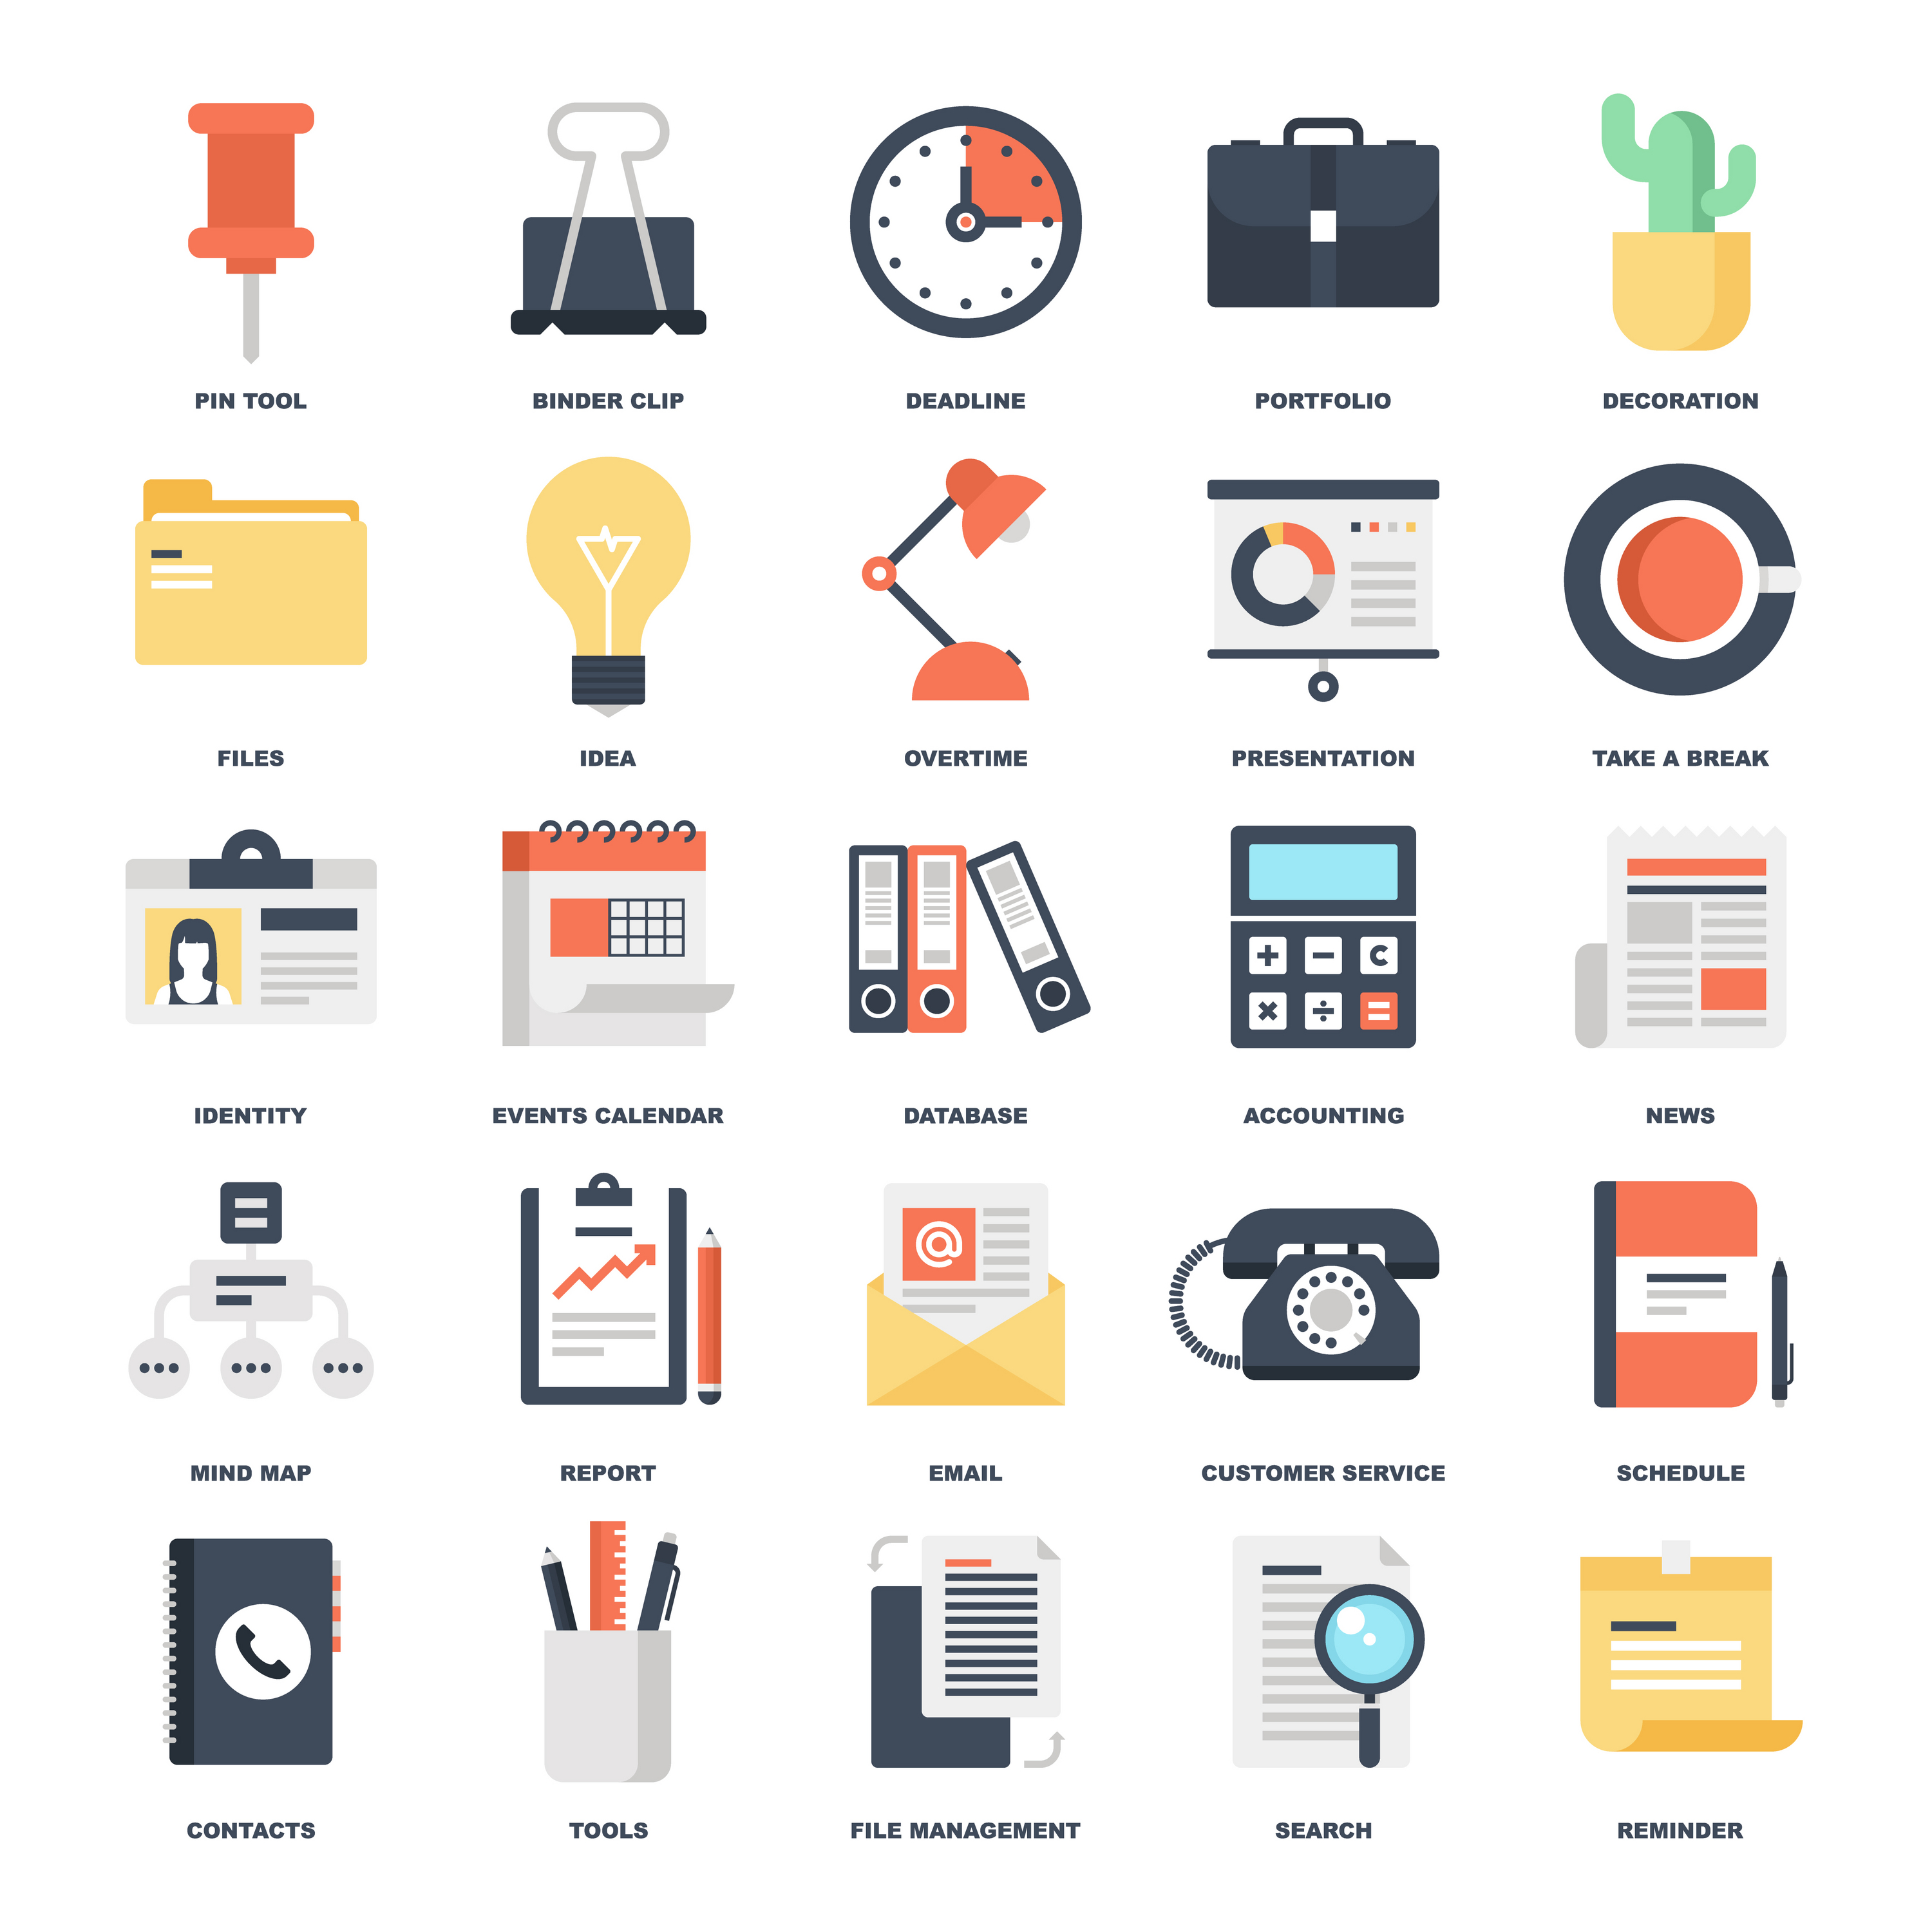 PIN TOOL
BINDER CLIP
DEADLINE
PORTFOLIO
DECORATION
FILES
IDEA
OVERTIME
PRESENTATION
TAKE A BREAK
+ − C
× ÷ =
IDENTITY
EVENTS CALENDAR
DATABASE
ACCOUNTING
NEWS
@
MIND MAP
REPORT
EMAIL
CUSTOMER SERVICE
SCHEDULE
CONTACTS
TOOLS
FILE MANAGEMENT
SEARCH
REMINDER